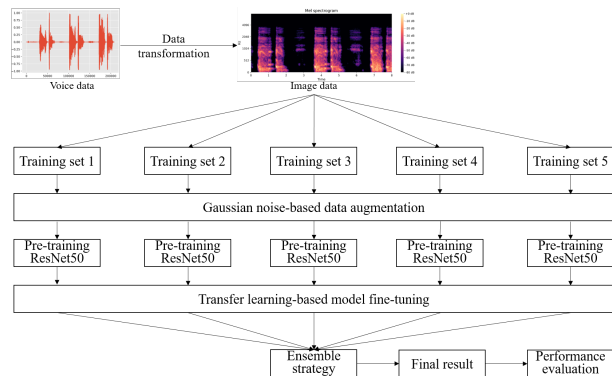 Mel spectrogram
Data
transformation
Voice data
Time
Image data
Training set 1
Training set 2
Training set 3
Training set 4
Training set 5
Gaussian noise-based data augmentation
Pre-training
ResNet50
Pre-training
ResNet50
Pre-training
ResNet50
Pre-training
ResNet50
Pre-training
ResNet50
Transfer learning-based model fine-tuning
Ensemble
strategy
Final result
Performance
evaluation